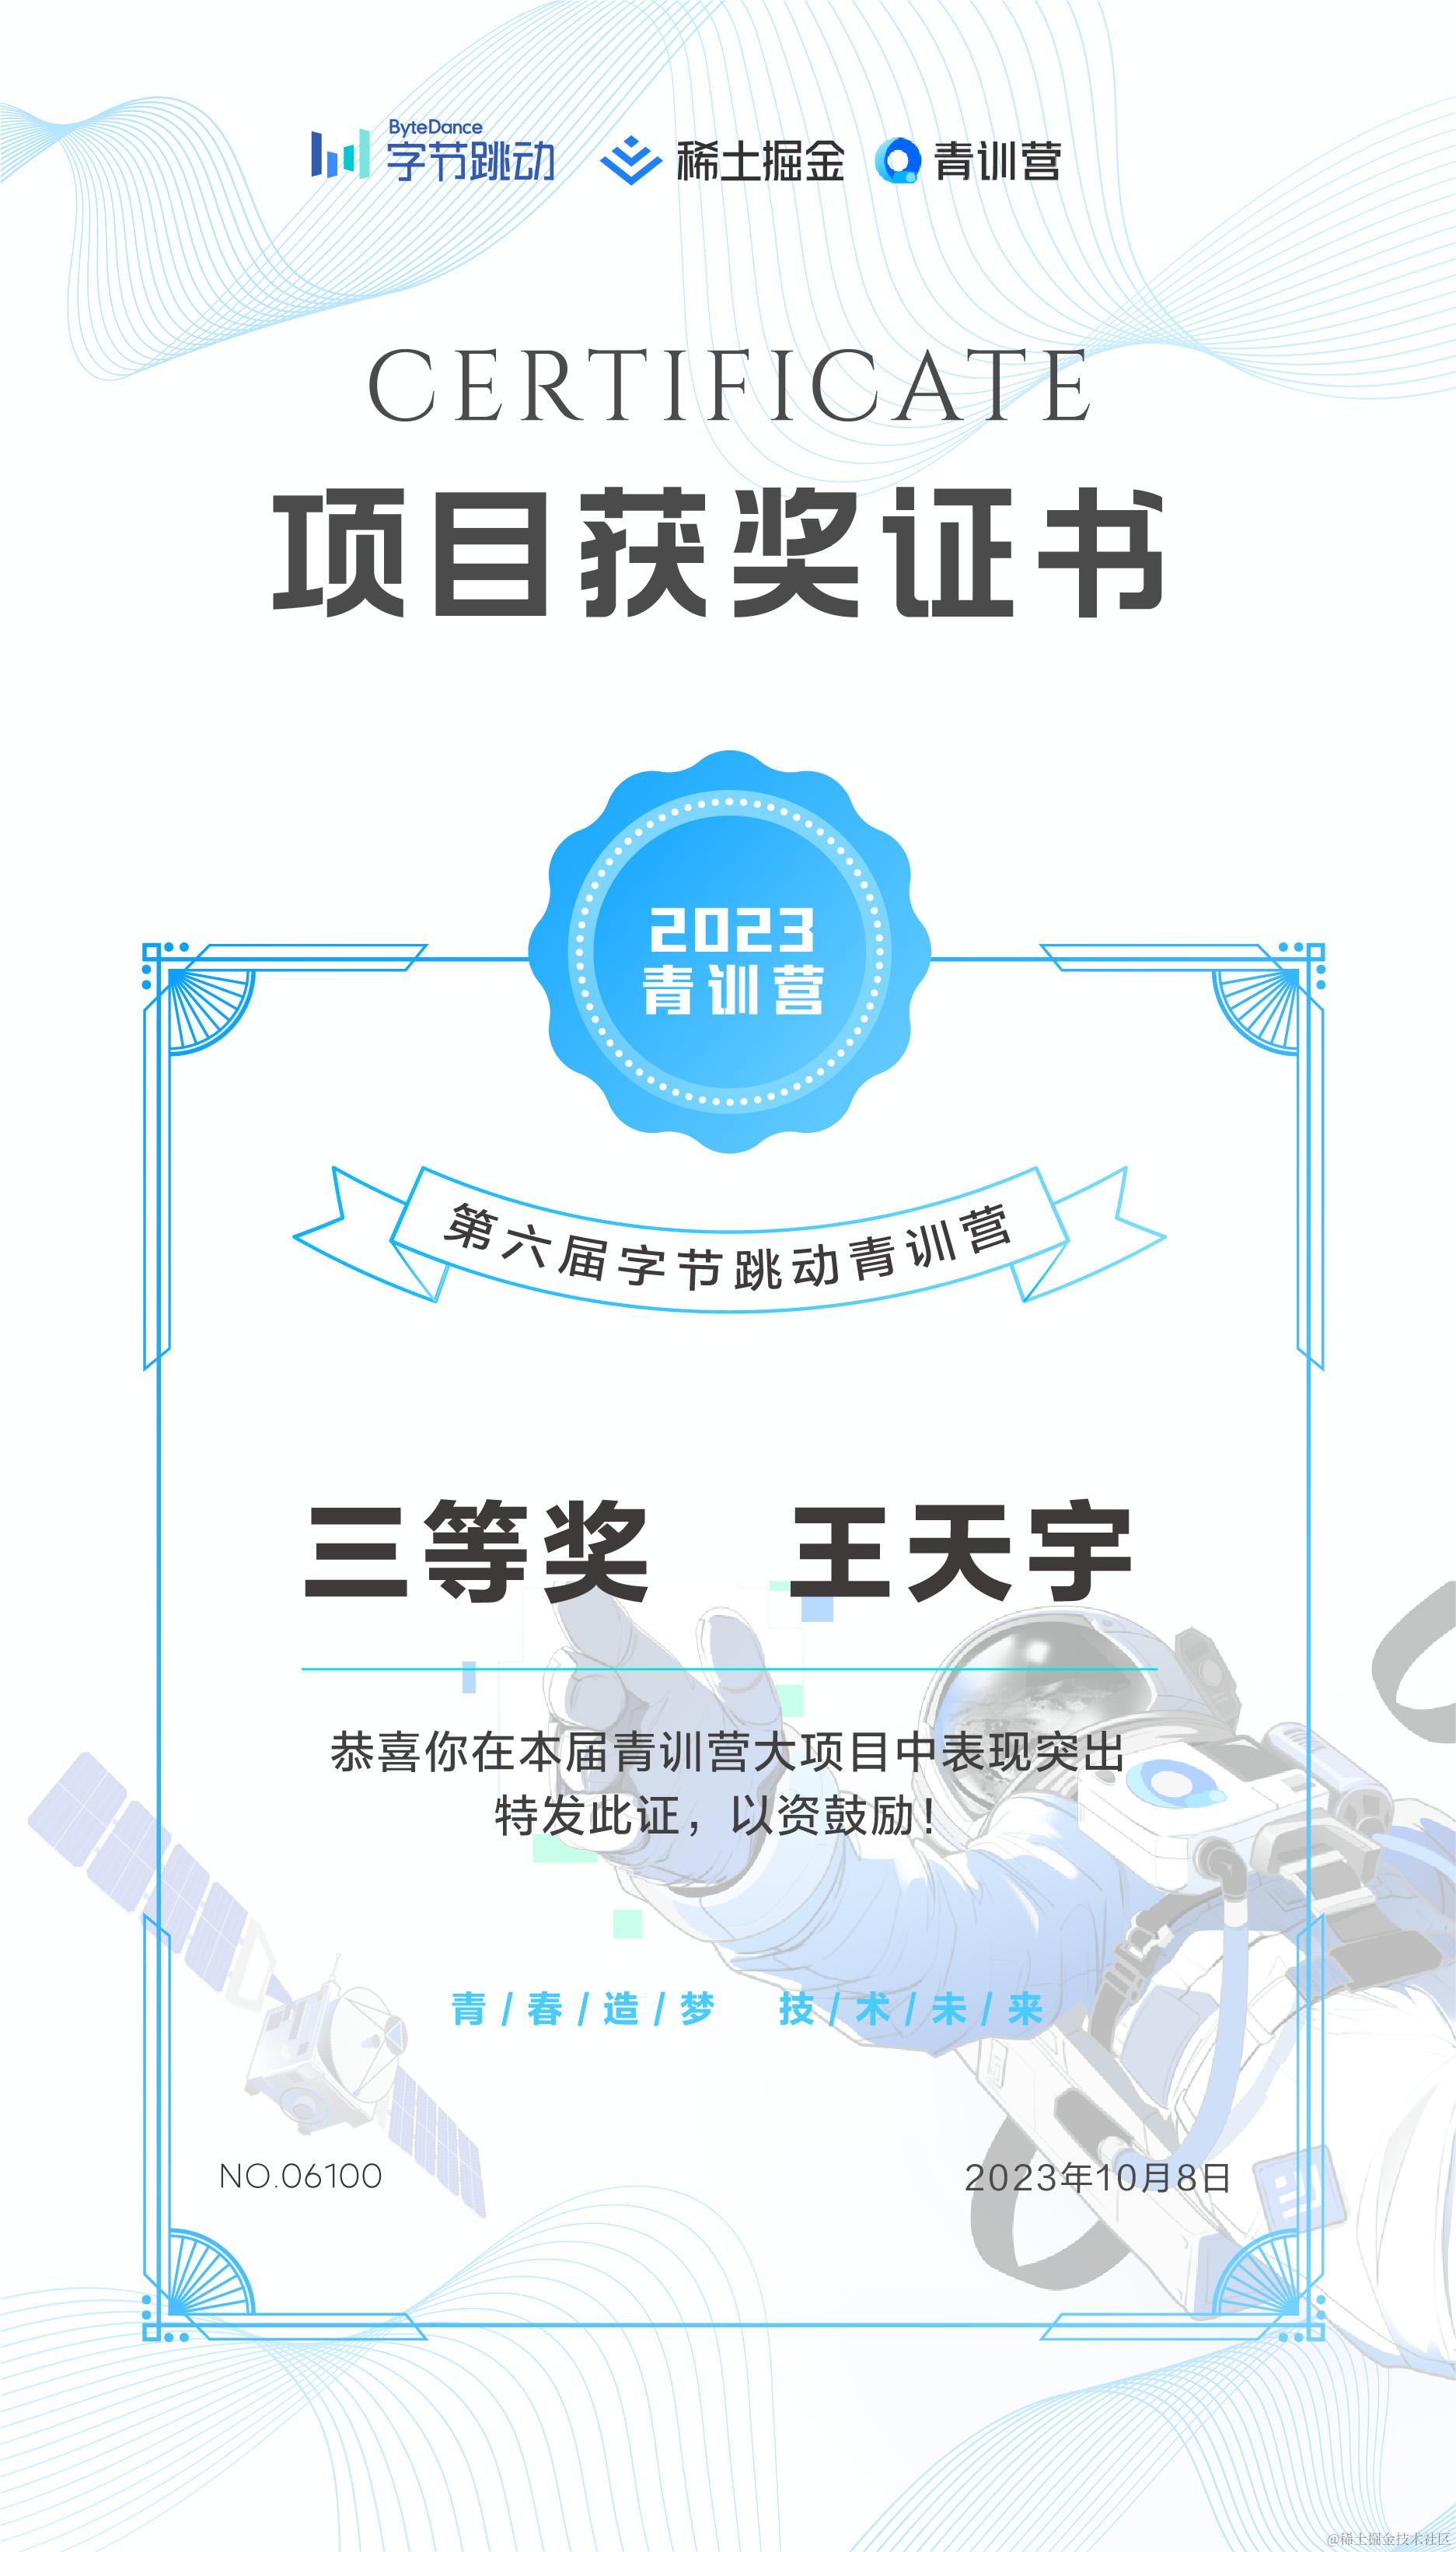 ByteDance
字节跳动 稀土掘金 青训营
CERTIFICATE
项目获奖证书
2023
青训营
第六届字节跳动青训营
三等奖 王天宇
恭喜你在本届青训营大项目中表现突出
特发此证，以资鼓励！
青/春/造/梦 技/术/未/来
NO.06100 2023年10月8日
@稀土掘金技术社区